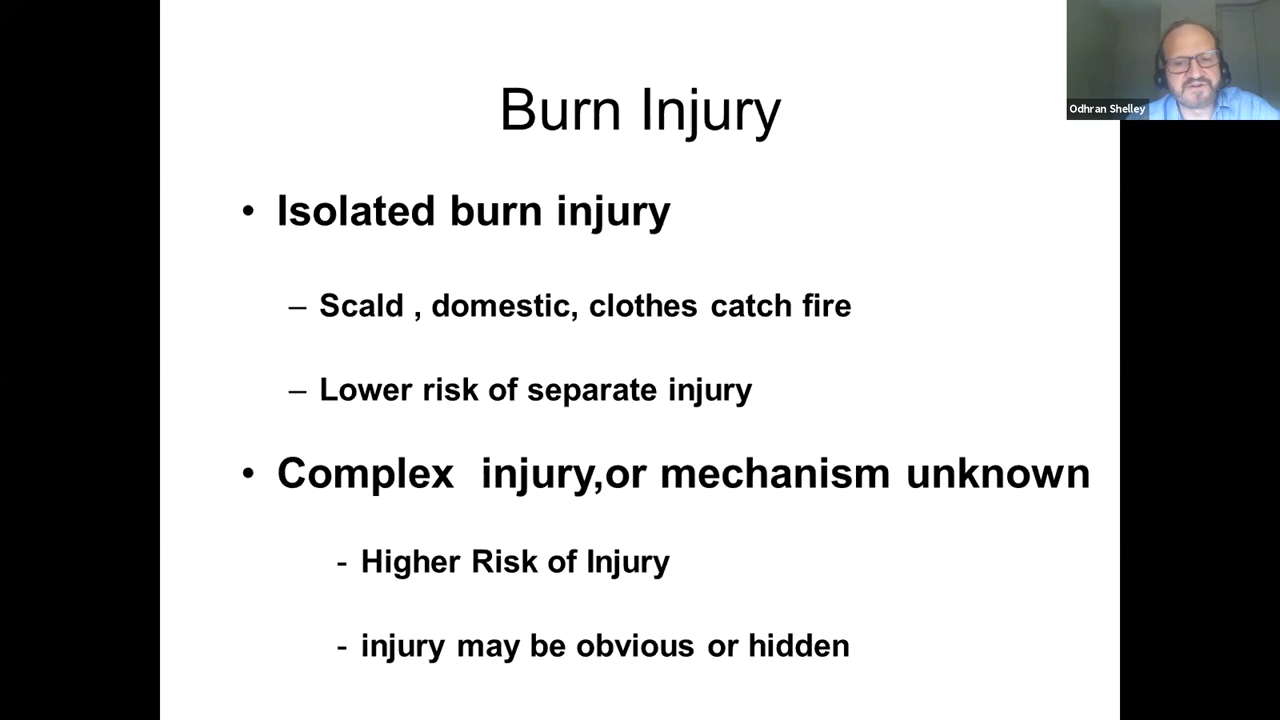 Burn Injury
Odhran Shelley
• Isolated burn injury
– Scald , domestic, clothes catch fire
– Lower risk of separate injury
• Complex  injury,or mechanism unknown
- Higher Risk of Injury
- injury may be obvious or hidden